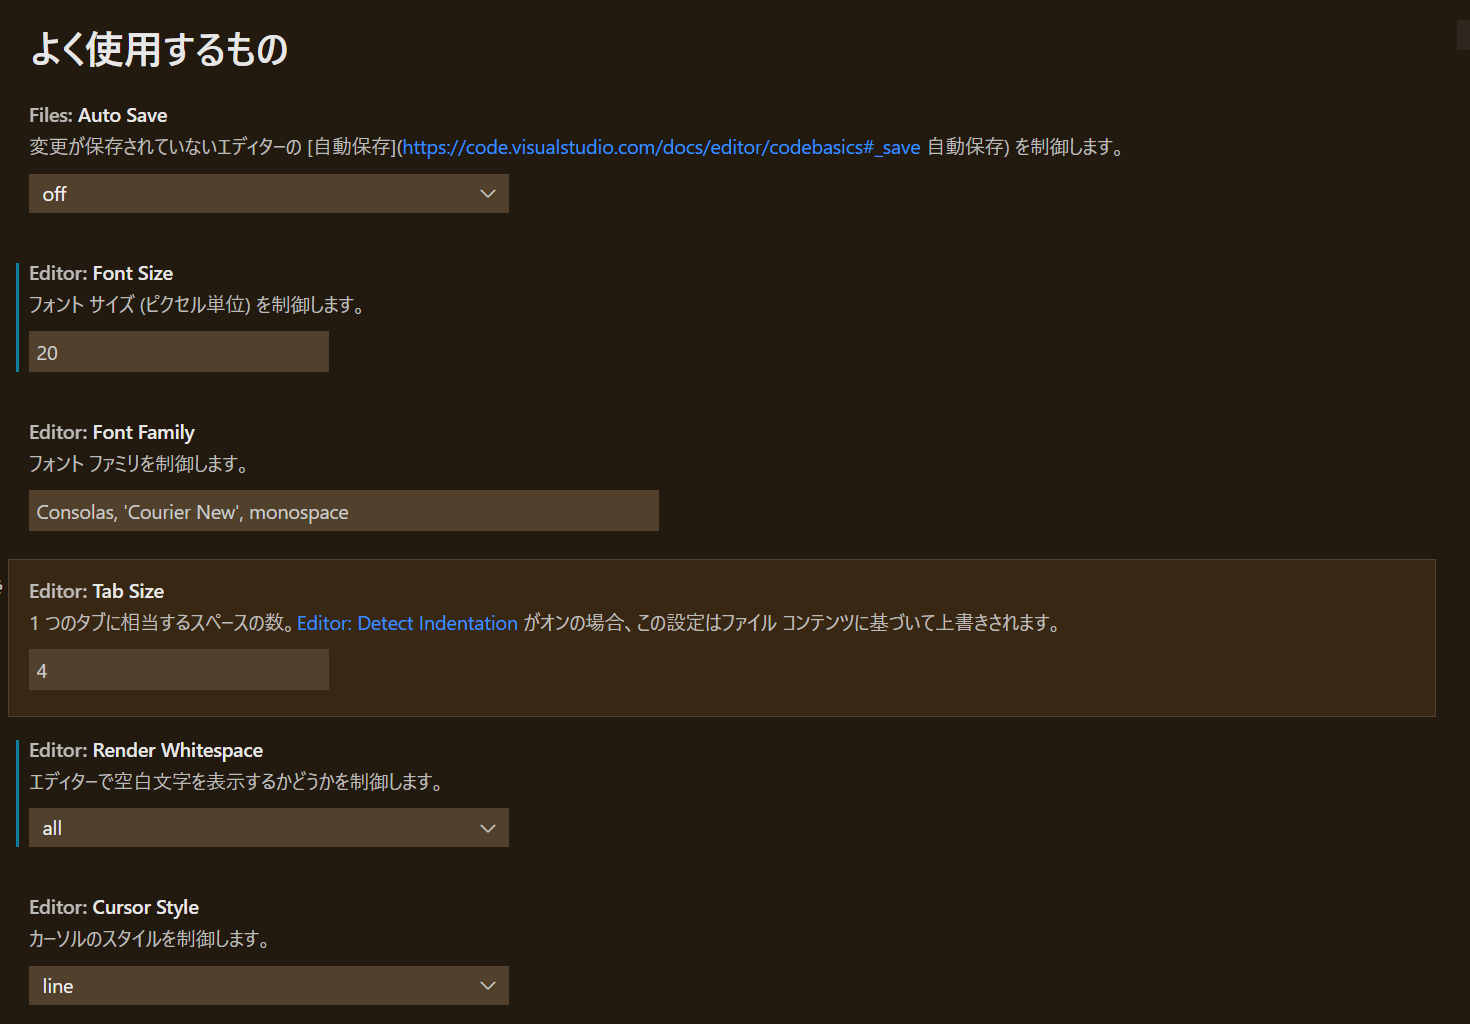 よく使用するもの
Files: Auto Save
変更が保存されていないエディターの [自動保存](https://code.visualstudio.com/docs/editor/codebasics#_save 自動保存) を制御します。
off
Editor: Font Size
フォント サイズ (ピクセル単位) を制御します。
20
Editor: Font Family
フォント ファミリを制御します。
Consolas, 'Courier New', monospace
Editor: Tab Size
1 つのタブに相当するスペースの数。Editor: Detect Indentation がオンの場合、この設定はファイル コンテンツに基づいて上書きされます。
4
Editor: Render Whitespace
エディターで空白文字を表示するかどうかを制御します。
all
Editor: Cursor Style
カーソルのスタイルを制御します。
line